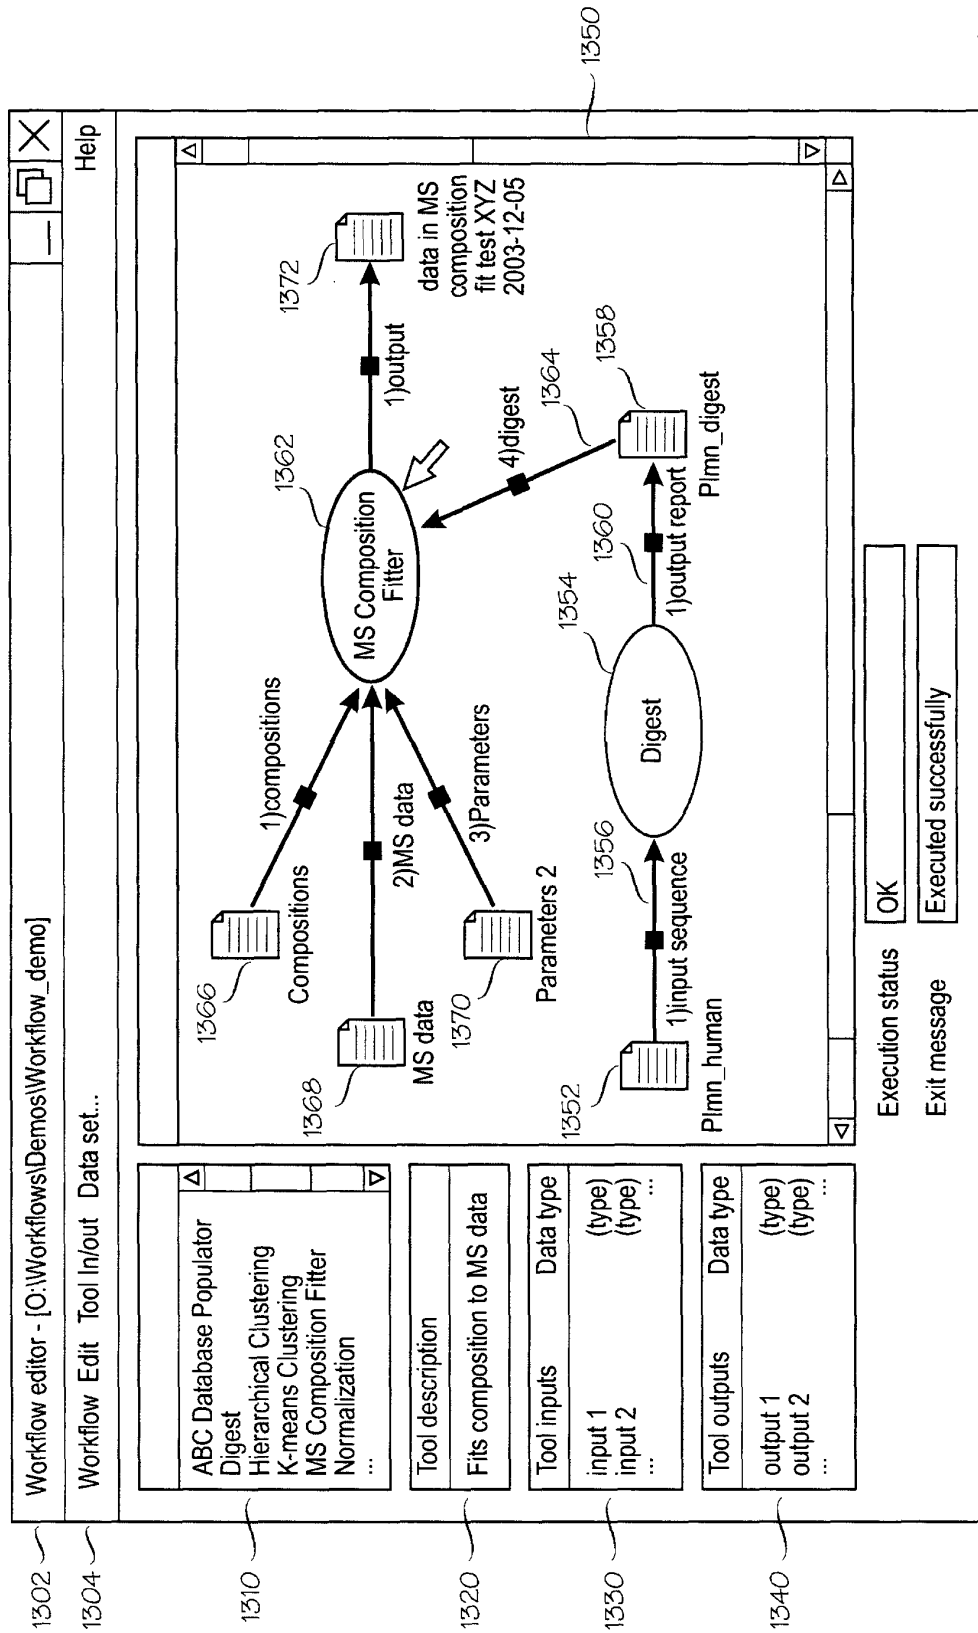 1302
Workflow editor - [O:\Workflows\Demos\Workflow_demo]
1304
Workflow Edit Tool In/out Data set... Help
1310
ABC Database Populator
Digest
Hierarchical Clustering
K-means Clustering
MS Composition Fitter
Normalization
...
1320
Tool description
Fits composition to MS data
1330
Tool inputs Data type
input 1 (type)
input 2 (type)
... ...
1340
Tool outputs Data type
output 1 (type)
output 2 (type)
... ...
1350
1366
Compositions
1)compositions
1368
MS data
2)MS data
1370
Parameters 2
3)Parameters
1362
MS Composition
Fitter
1)output
1372
data in MS
composition
fit test XYZ
2003-12-05
4)digest
1364
1352
Plmn_human
1)input sequence
1356
1354
Digest
1360
1)output report
1358
Plmn_digest
Execution status OK
Exit message Executed successfully